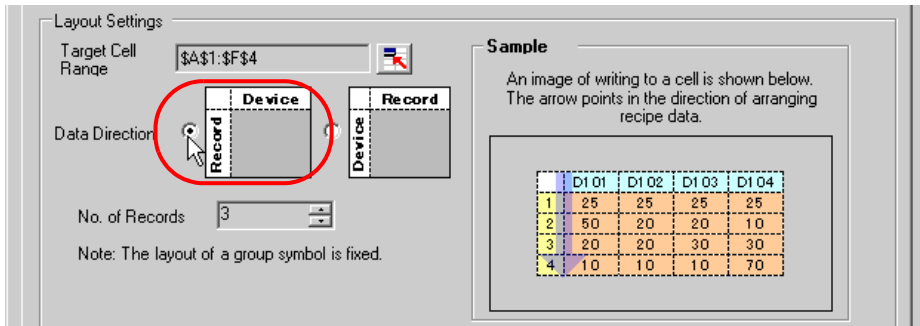 Layout Settings
Target Cell
Range
$A$1:$F$4
Data Direction
Device
Record
Record
Device
No. of Records
3
Note: The layout of a group symbol is fixed.
Sample
An image of writing to a cell is shown below.
The arrow points in the direction of arranging
recipe data.
D101 D102 D103 D104
1 25 25 25 25
2 50 20 20 10
3 20 20 30 30
4 10 10 10 70